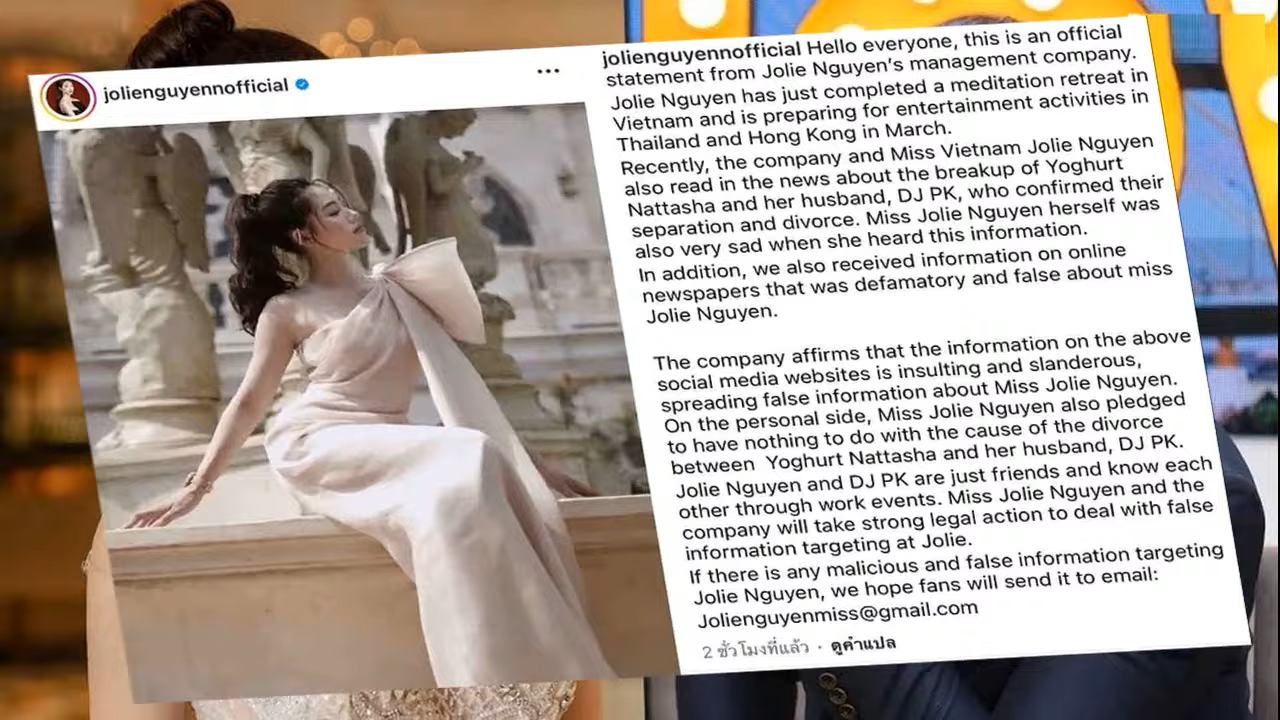 jolienguyennofficial
jolienguyennofficial Hello everyone, this is an official
statement from Jolie Nguyen's management company.
Jolie Nguyen has just completed a meditation retreat in
Vietnam and is preparing for entertainment activities in
Thailand and Hong Kong in March.
Recently, the company and Miss Vietnam Jolie Nguyen
also read in the news about the breakup of Yoghurt
Nattasha and her husband, DJ PK, who confirmed their
separation and divorce. Miss Jolie Nguyen herself was
also very sad when she heard this information.
In addition, we also received information on online
newspapers that was defamatory and false about miss
Jolie Nguyen.
The company affirms that the information on the above
social media websites is insulting and slanderous,
spreading false information about Miss Jolie Nguyen.
On the personal side, Miss Jolie Nguyen also pledged
to have nothing to do with the cause of the divorce
between Yoghurt Nattasha and her husband, DJ PK.
Jolie Nguyen and DJ PK are just friends and know each
other through work events. Miss Jolie Nguyen and the
company will take strong legal action to deal with false
information targeting at Jolie.
If there is any malicious and false information targeting
Jolie Nguyen, we hope fans will send it to email:
Jolienguyenmiss@gmail.com
2 ชั่วโมงที่แล้ว · ดูคำแปล